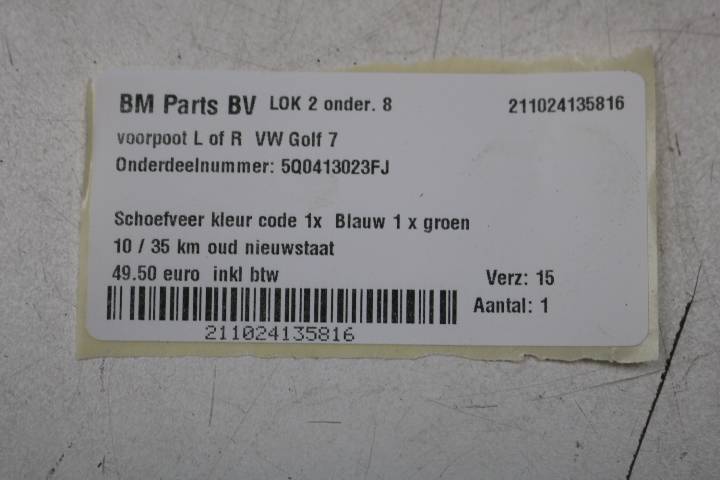 BM Parts BV LOK 2 onder. 8 211024135816
voorpoot L of R VW Golf 7
Onderdeelnummer: 5Q0413023FJ
Schoefveer kleur code 1x Blauw 1 x groen
10 / 35 km oud nieuwstaat
49.50 euro inkl btw Verz: 15
Aantal: 1
211024135816